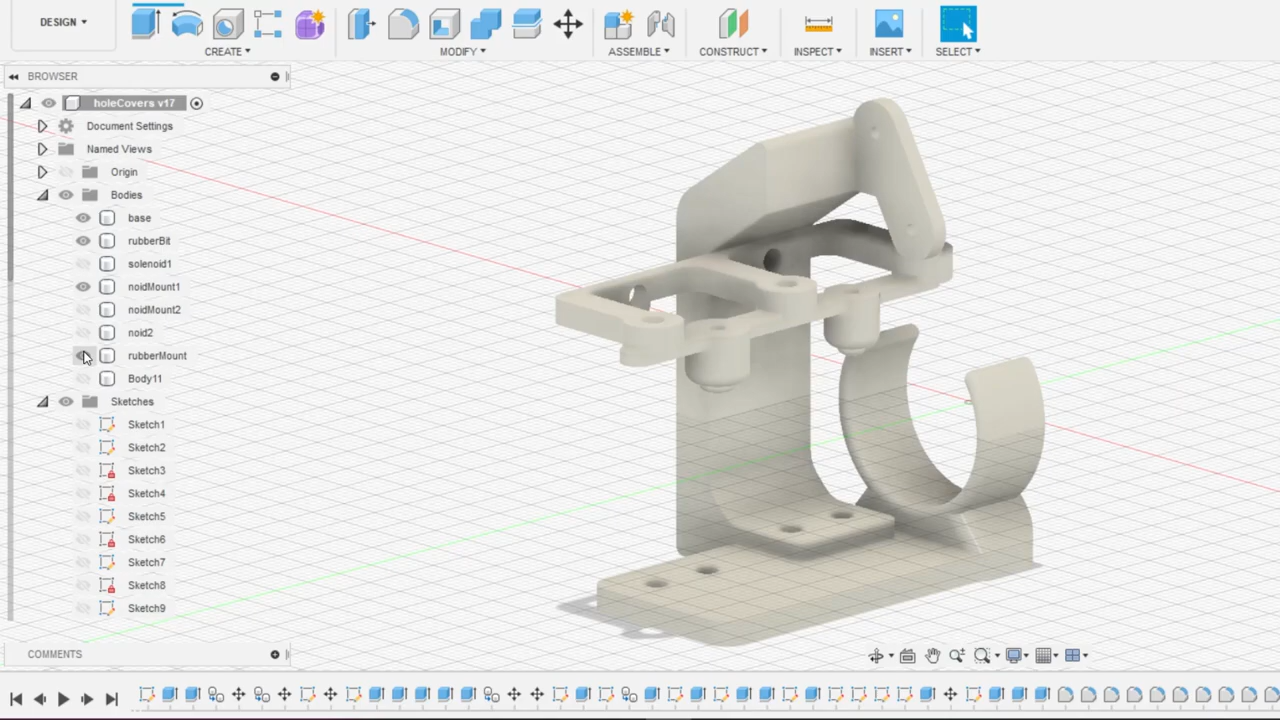 DESIGN
CREATE
MODIFY
ASSEMBLE
CONSTRUCT
INSPECT
INSERT
SELECT
BROWSER
holeCovers v17
Document Settings
Named Views
Origin
Bodies
base
rubberBit
solenoid1
noidMount1
noidMount2
noid2
rubberMount
Body11
Sketches
Sketch1
Sketch2
Sketch3
Sketch4
Sketch5
Sketch6
Sketch7
Sketch8
Sketch9
COMMENTS